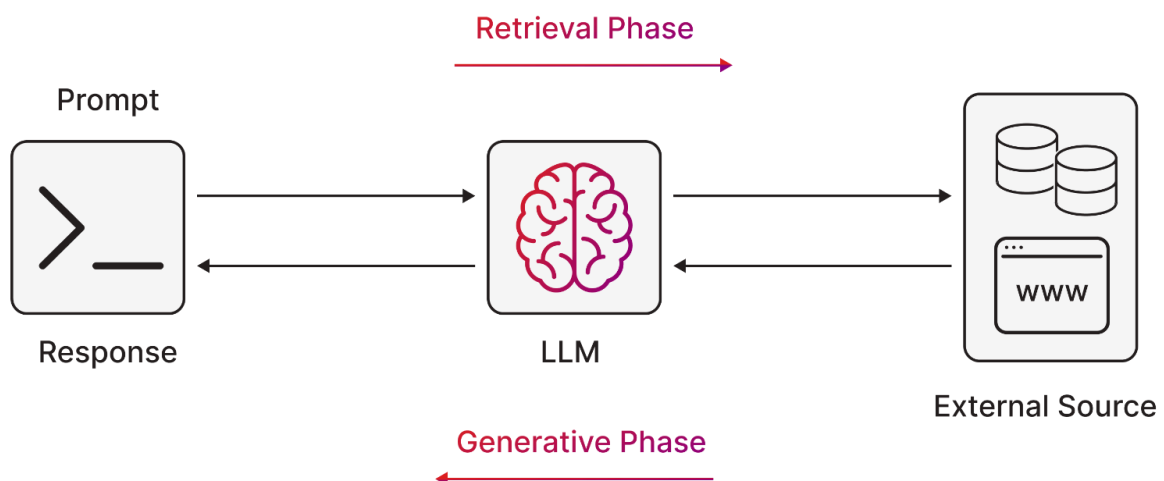 Retrieval Phase
Prompt
www
Response
LLM
External Source
Generative Phase